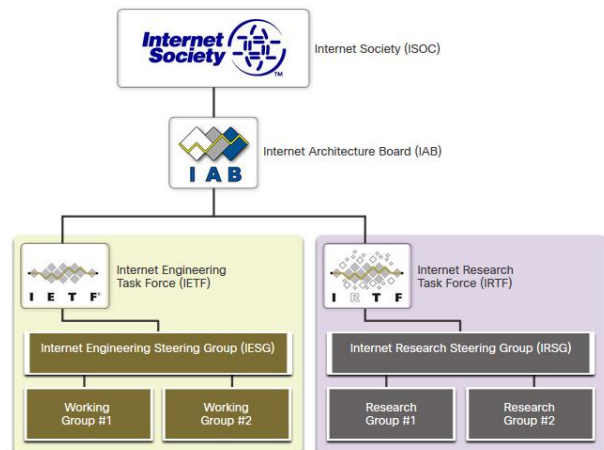 Internet
Society
TM
Internet Society (ISOC)
IAB
Internet Architecture Board (IAB)
IETF
Internet Engineering
Task Force (IETF)
IRTF
Internet Research
Task Force (IRTF)
Internet Engineering Steering Group (IESG)
Internet Research Steering Group (IRSG)
Working
Group #1
Working
Group #2
Research
Group #1
Research
Group #2